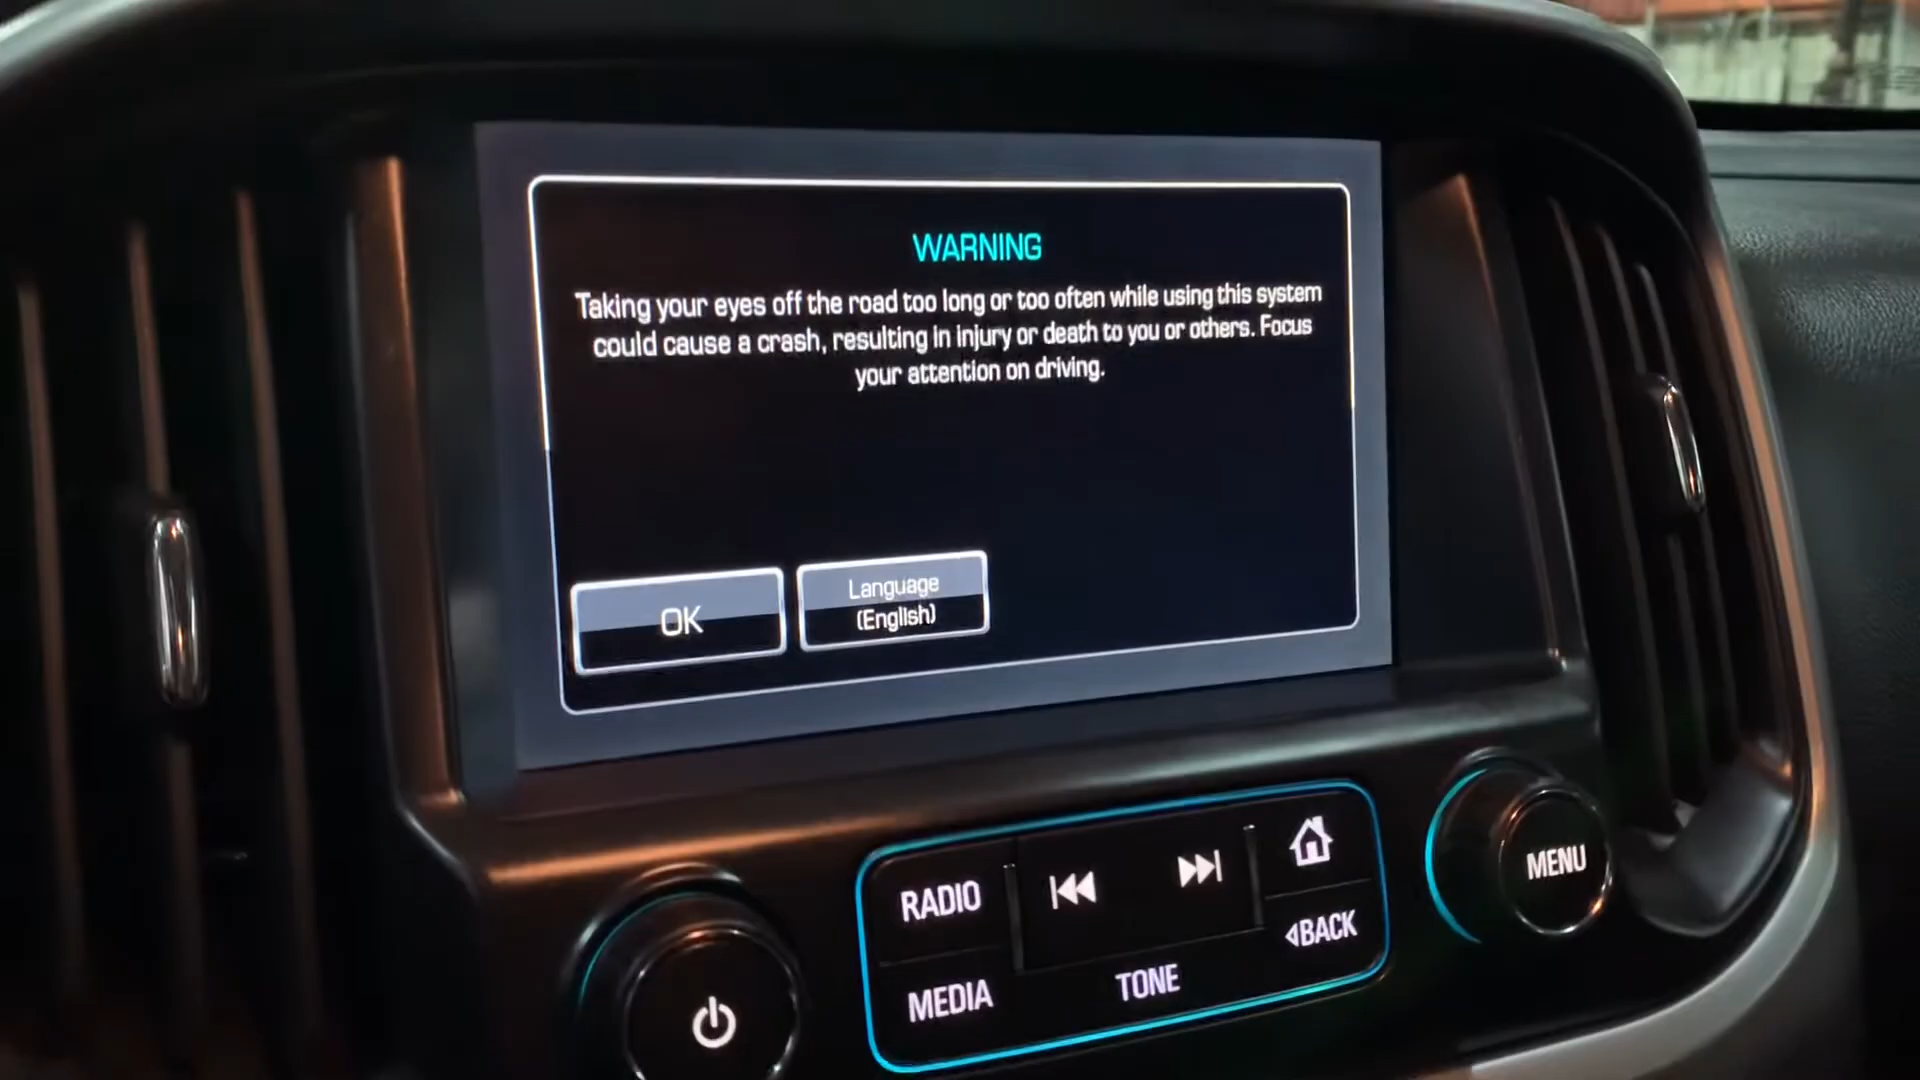 WARNING
Taking your eyes off the road too long or too often while using this system
could cause a crash, resulting in injury or death to you or others. Focus
your attention on driving.
OK
Language
(English)
RADIO
MEDIA
TONE
BACK
MENU